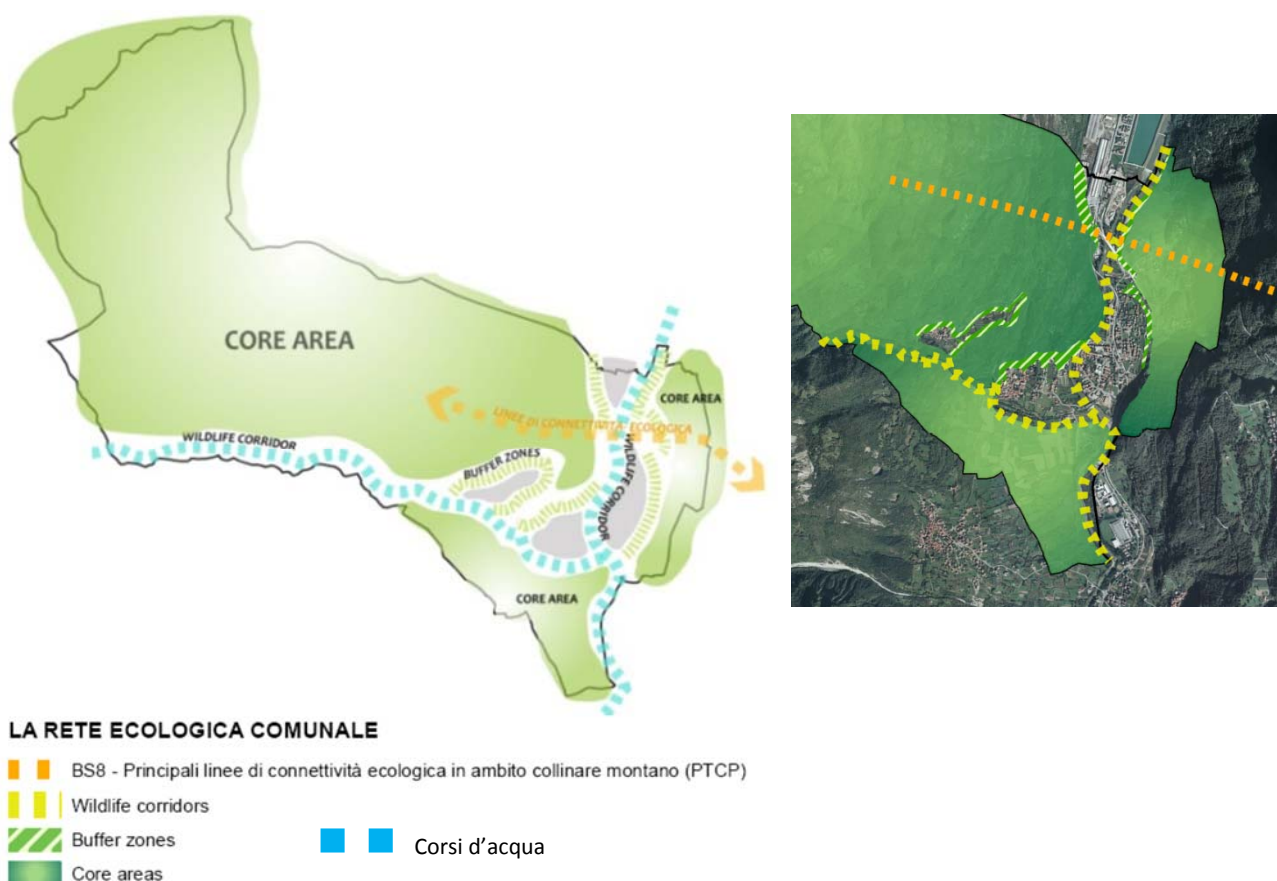 CORE AREA
CORE AREA
LINEE DI CONNETTIVITA' ECOLOGICA
WILDLIFE CORRIDOR
BUFFER ZONES
WILDLIFE CORRIDOR
CORE AREA
LA RETE ECOLOGICA COMUNALE
BS8 - Principali linee di connettività ecologica in ambito collinare montano (PTCP)
Wildlife corridors
Buffer zones
Corsi d'acqua
Core areas